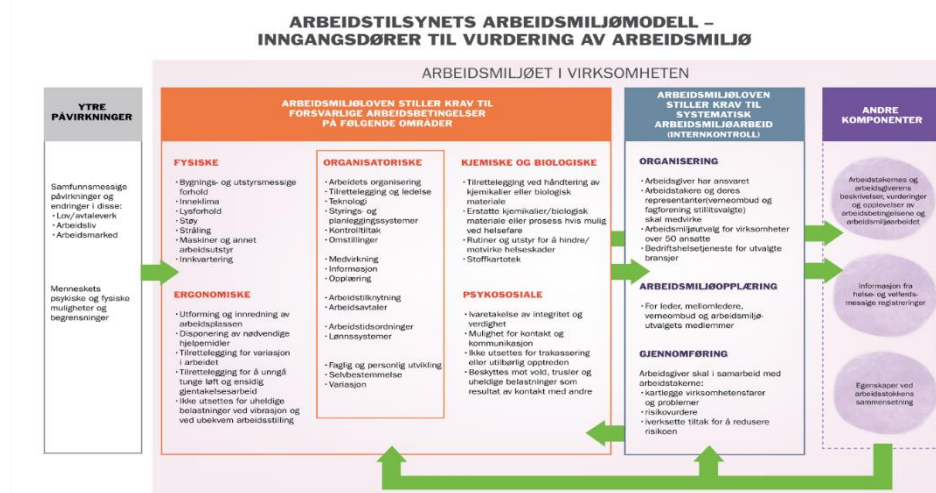 ARBEIDSTILSYNETS ARBEIDSMILJØMODELL –
INNGANGSDØRER TIL VURDERING AV ARBEIDSMILJØ
ARBEIDSMILJØET I VIRKSOMHETEN
YTRE
PÅVIRKNINGER
Samfunnsmessige
påvirkninger og
endringer i disse:
• Lov/avtaleverk
• Arbeidsliv
• Arbeidsmarked
Menneskets
psykiske og fysiske
muligheter og
begrensninger
ARBEIDSMILJØLOVEN STILLER KRAV TIL
FORSVARLIGE ARBEIDSBETINGELSER
PÅ FØLGENDE OMRÅDER
FYSISKE
• Bygnings- og utstyrsmessige
forhold
• Inneklima
• Lysforhold
• Støy
• Stråling
• Maskiner og annet
arbeidsutstyr
• Innkvartering
ERGONOMISKE
• Utforming og innredning av
arbeidsplassen
• Disponering av nødvendige
hjelpemidler
• Tilrettelegging for variasjon
i arbeidet
• Tilrettelegging for å unngå
tunge løft og ensidig
gjentakelsesarbeid
• Ikke utsettes for uheldige
belastninger ved vibrasjon og
ved ubekvem arbeidsstilling
ORGANISATORISKE
• Arbeidets organisering
• Tilrettelegging og ledelse
• Teknologi
• Styrings- og
planleggingssystemer
• Kontrolltiltak
• Omstillinger
• Medvirkning
• Informasjon
• Opplæring
• Arbeidstilknytning
• Arbeidsavtaler
• Arbeidstidsordninger
• Lønnssystemer
• Faglig og personlig utvikling
• Selvbestemmelse
• Variasjon
KJEMISKE OG BIOLOGISKE
• Tilrettelegging ved håndtering av
kjemikalier eller biologisk
materiale
• Erstatte kjemikalier/biologisk
materiale eller prosess hvis mulig
ved helsefare
• Rutiner og utstyr for å hindre/
motvirke helseskader
• Stoffkartotek
PSYKOSOSIALE
• Ivaretakelse av integritet og
verdighet
• Mulighet for kontakt og
kommunikasjon
• Ikke utsettes for trakassering
eller utilbørlig opptreden
• Beskyttes mot vold, trusler og
uheldige belastninger som
resultat av kontakt med andre
ARBEIDSMILJØLOVEN
STILLER KRAV TIL
SYSTEMATISK
ARBEIDSMILJØARBEID
(INTERNKONTROLL)
ORGANISERING
• Arbeidsgiver har ansvaret
• Arbeidstakere og deres
representanter(verneombud og
fagforening stillitsvalgte)
skal medvirke
• Arbeidsmiljøutvalg for virksomheter
over 50 ansatte
• Bedriftshelsetjeneste for utvalgte
bransjer
ARBEIDSMILJØOPPLÆRING
• For leder, mellomledere,
verneombud og arbeidsmiljø-
utvalgets medlemmer
GJENNOMFØRING
Arbeidsgiver skal i samarbeid med
arbeidstakerne:
• kartlegge virksomhetensfarer
og problemer
• risikovurdere
• iverksette tiltak for å redusere
risikoen
ANDRE
KOMPONENTER
Arbeidstakernes og
arbeidsgiverens
beskrivelser, vurderinger
og opplevelser av
arbeidsbetingelsene og
arbeidsmiljøarbeidet
Informasjon fra
helse- og velferds-
messige registreringer
Egenskaper ved
arbeidsstokkens
sammensetning